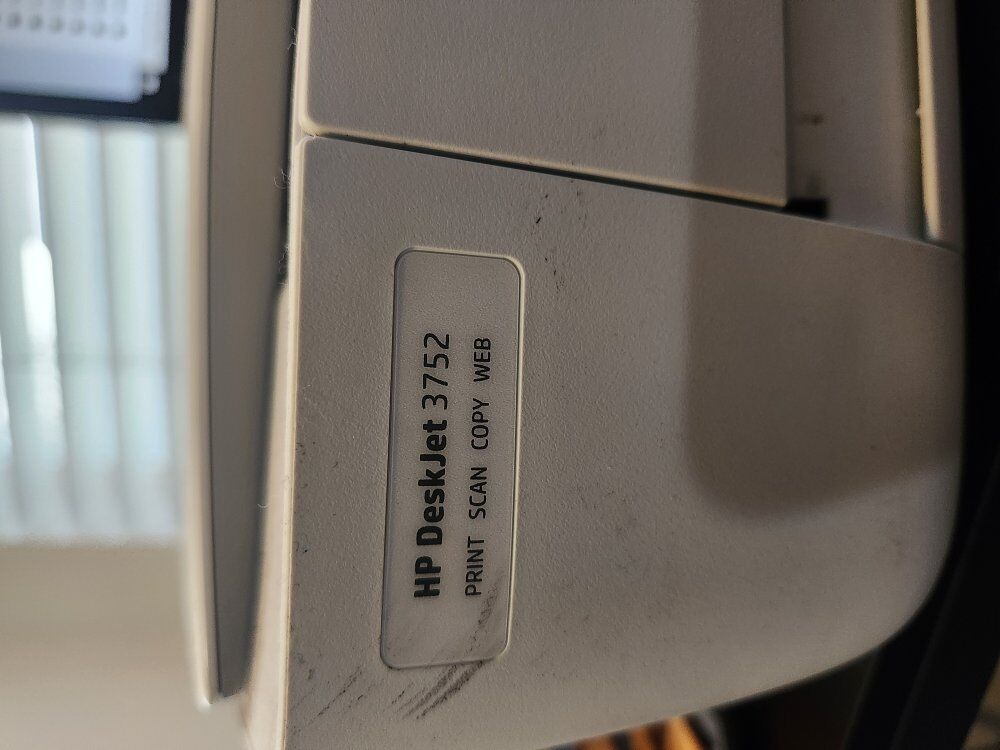 HP DeskJet 3752
PRINT SCAN COPY WEB